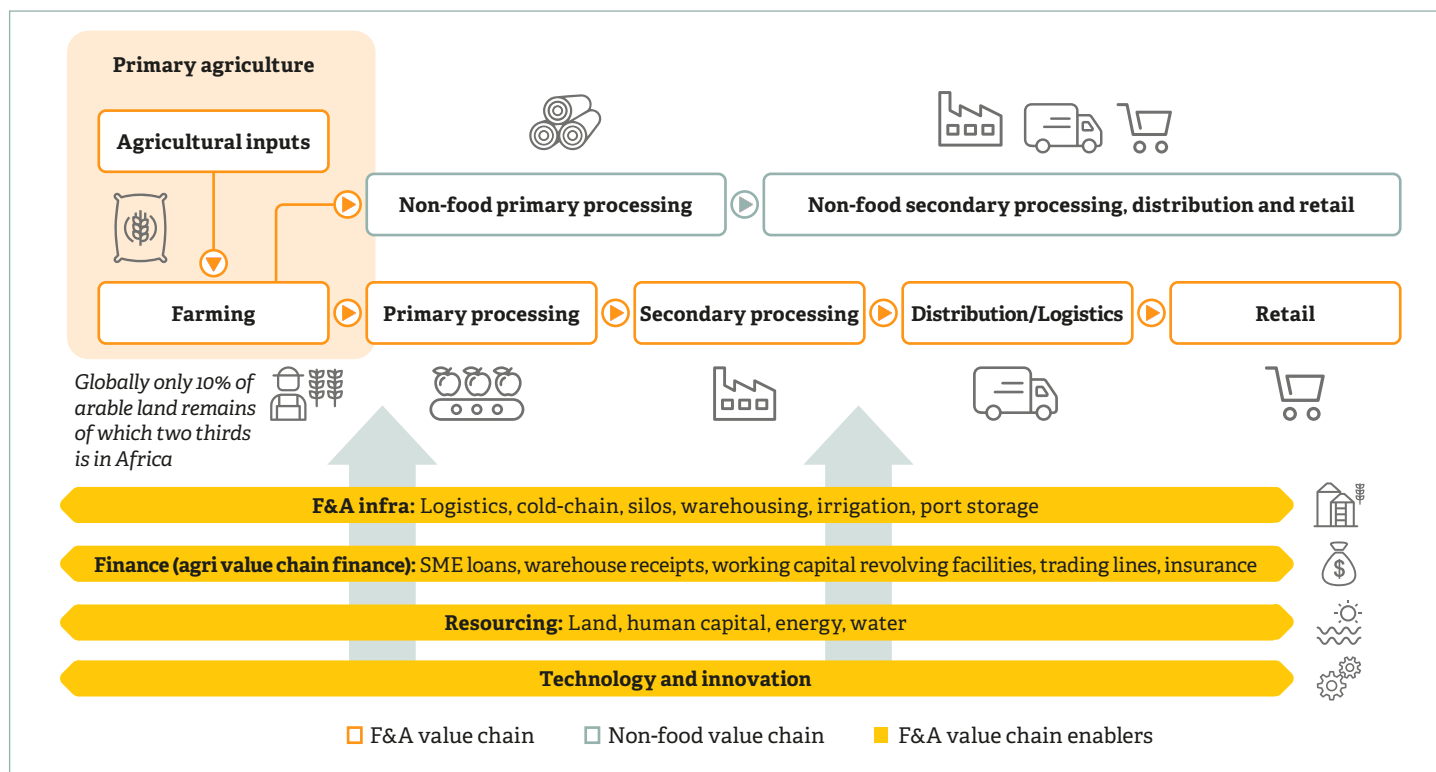 Primary agriculture
Agricultural inputs
Non-food primary processing
Non-food secondary processing, distribution and retail
Farming
Primary processing
Secondary processing
Distribution/Logistics
Retail
Globally only 10% of
arable land remains
of which two thirds
is in Africa
F&A infra: Logistics, cold-chain, silos, warehousing, irrigation, port storage
Finance (agri value chain finance): SME loans, warehouse receipts, working capital revolving facilities, trading lines, insurance
$
Resourcing: Land, human capital, energy, water
Technology and innovation
F&A value chain
Non-food value chain
F&A value chain enablers